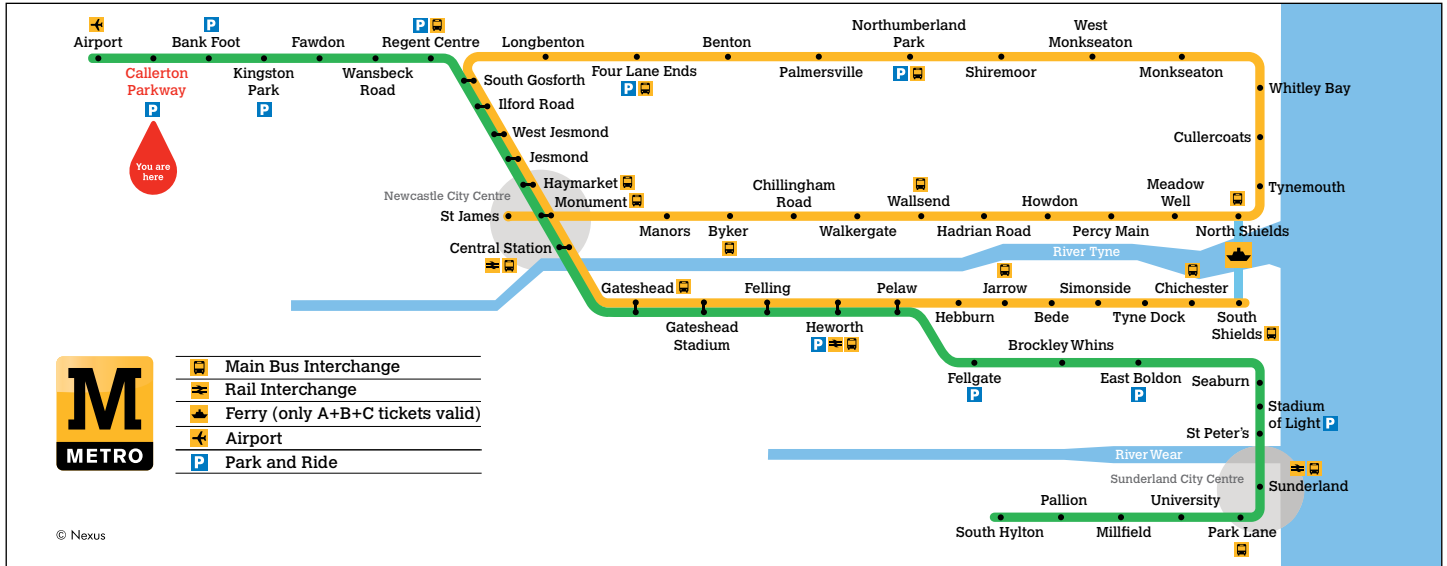 Airport
Bank Foot
Fawdon
Regent Centre
Callerton
Parkway
Kingston
Park
Wansbeck
Road
You are
here
Longbenton
Four Lane Ends
Benton
Palmersville
Northumberland
Park
Shiremoor
West
Monkseaton
Monkseaton
Whitley Bay
Cullercoats
Tynemouth
South Gosforth
Ilford Road
West Jesmond
Jesmond
Haymarket
Newcastle City Centre
Monument
St James
Central Station
Manors
Byker
Chillingham
Road
Walkergate
Wallsend
Hadrian Road
Howdon
Percy Main
Meadow
Well
North Shields
River Tyne
Gateshead
Gateshead
Stadium
Felling
Heworth
Pelaw
Hebburn
Jarrow
Bede
Simonside
Tyne Dock
Chichester
South
Shields
Fellgate
Brockley Whins
East Boldon
Seaburn
Stadium
of Light
St Peter's
River Wear
Sunderland City Centre
Sunderland
Park Lane
University
Millfield
Pallion
South Hylton
M
METRO
Main Bus Interchange
Rail Interchange
Ferry (only A+B+C tickets valid)
Airport
P Park and Ride
© Nexus